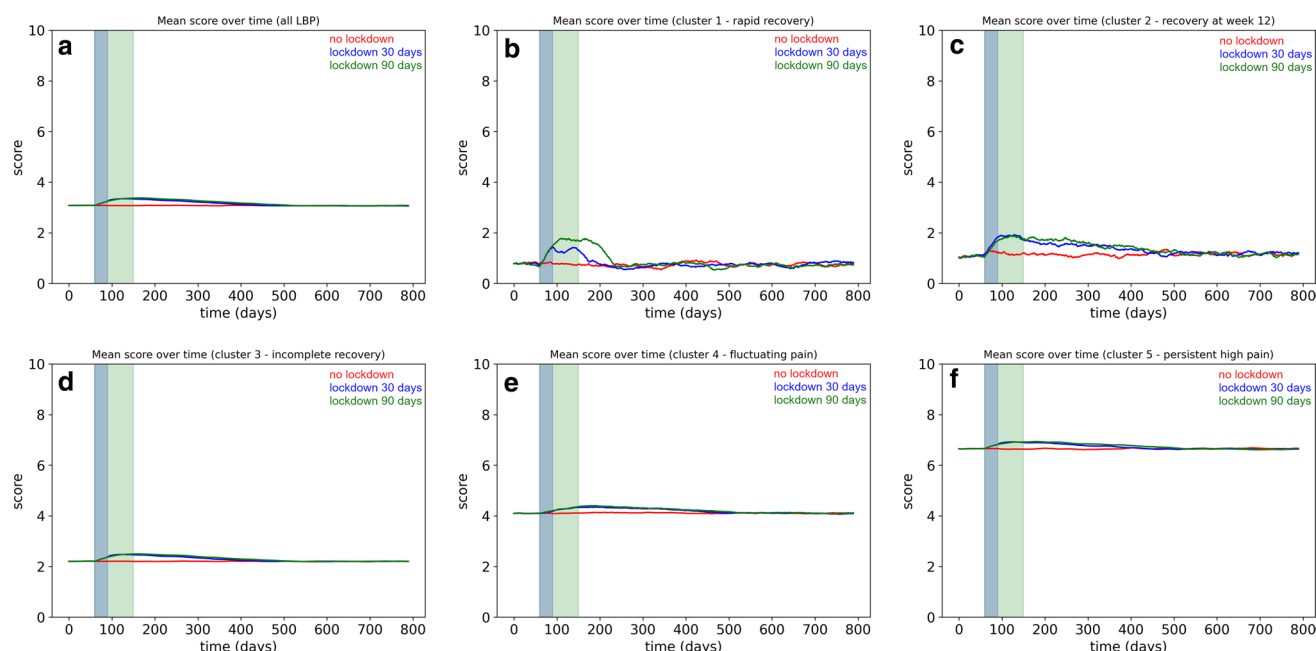 Mean score over time (all LBP)
a
no lockdown
lockdown 30 days
lockdown 90 days
10
8
6
4
2
0
score
0 100 200 300 400 500 600 700 800
time (days)
Mean score over time (cluster 1 - rapid recovery)
b
no lockdown
lockdown 30 days
lockdown 90 days
10
8
6
4
2
0
score
0 100 200 300 400 500 600 700 800
time (days)
Mean score over time (cluster 2 - recovery at week 12)
c
no lockdown
lockdown 30 days
lockdown 90 days
10
8
6
4
2
0
score
0 100 200 300 400 500 600 700 800
time (days)
Mean score over time (cluster 3 - incomplete recovery)
d
no lockdown
lockdown 30 days
lockdown 90 days
10
8
6
4
2
0
score
0 100 200 300 400 500 600 700 800
time (days)
Mean score over time (cluster 4 - fluctuating pain)
e
no lockdown
lockdown 30 days
lockdown 90 days
10
8
6
4
2
0
score
0 100 200 300 400 500 600 700 800
time (days)
Mean score over time (cluster 5 - persistent high pain)
f
no lockdown
lockdown 30 days
lockdown 90 days
10
8
6
4
2
0
score
0 100 200 300 400 500 600 700 800
time (days)